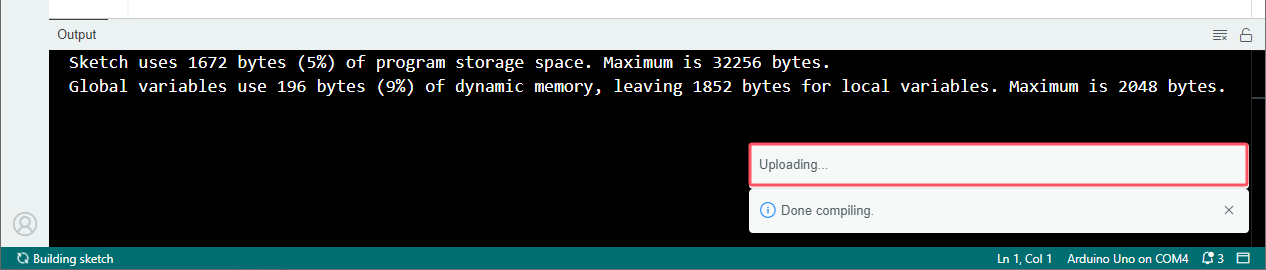 Output
Sketch uses 1672 bytes (5%) of program storage space. Maximum is 32256 bytes.
Global variables use 196 bytes (9%) of dynamic memory, leaving 1852 bytes for local variables. Maximum is 2048 bytes.
Uploading...
Done compiling.
Building sketch
Ln 1, Col 1
Arduino Uno on COM4
3